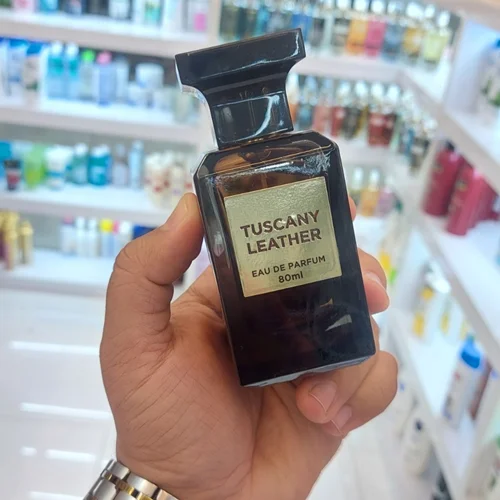 TUSCANY
LEATHER
EAU DE PARFUM
80ml